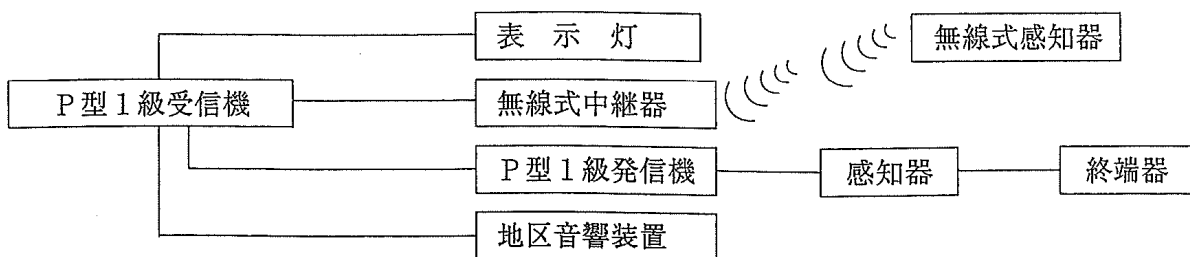 表示灯
無線式感知器
P型1級受信機
無線式中継器
P型1級発信機
感知器
終端器
地区音響装置